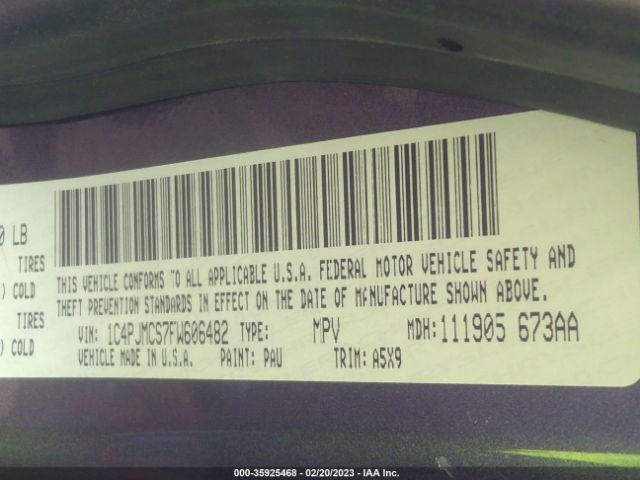 0 LB
TIRES
) COLD
TIRES
) COLD
THIS VEHICLE CONFORMS TO ALL APPLICABLE U.S.A. FEDERAL MOTOR VEHICLE SAFETY AND
THEFT PREVENTION STANDARDS IN EFFECT ON THE DATE OF MANUFACTURE SHOWN ABOVE.
VIN: 1C4PJMCS7FW606482 TYPE: MPV MDH: 111905 673AA
VEHICLE MADE IN U.S.A. PAINT: PAU TRIM: A5X9
000-35925468 - 02/20/2023 - IAA Inc.